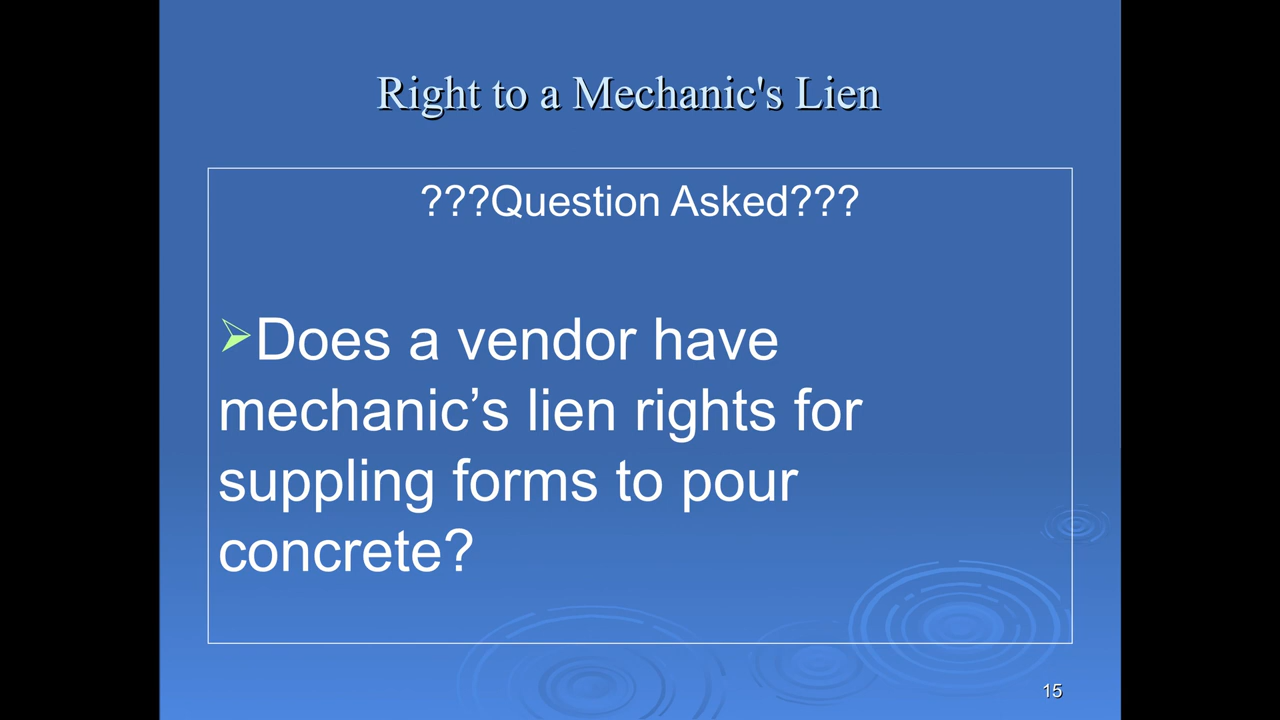 Right to a Mechanic's Lien
???Question Asked???
Does a vendor have
mechanic’s lien rights for
suppling forms to pour
concrete?
15